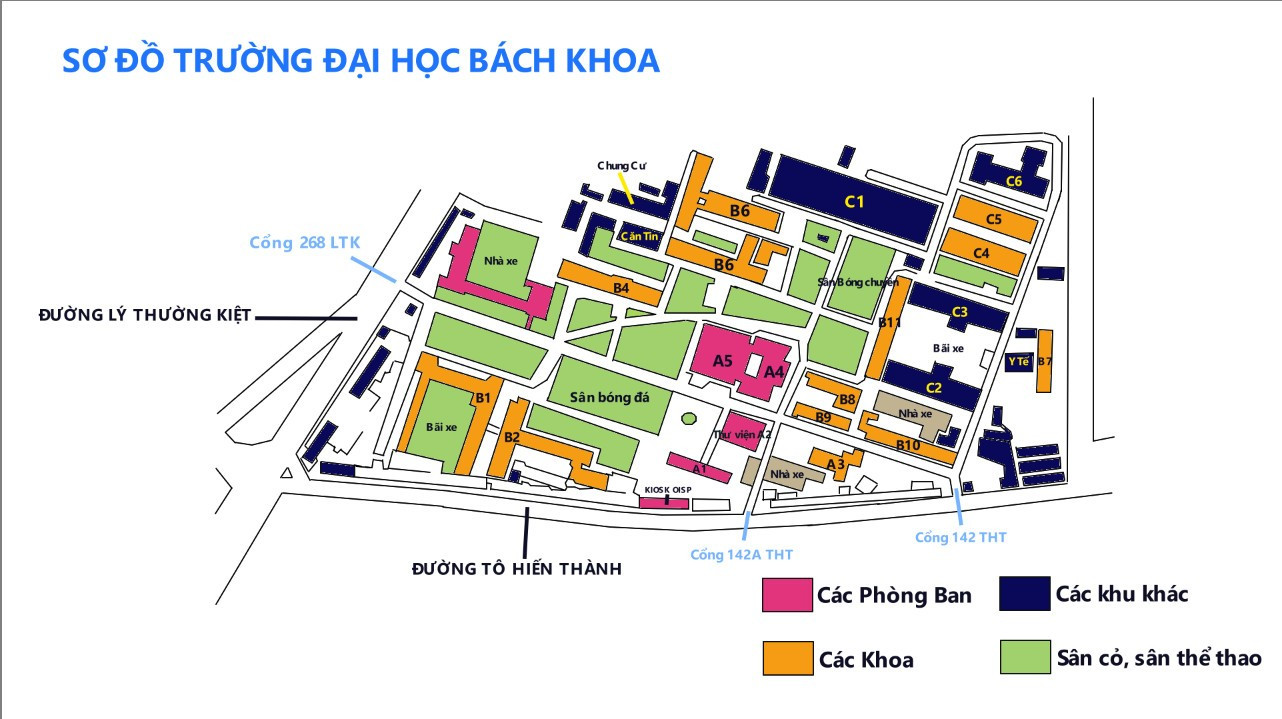 SƠ ĐỒ TRƯỜNG ĐẠI HỌC BÁCH KHOA
Chung Cư
C6
C1
B6
C5
Căn Tin
Cổng 268 LTK
C4
Nhà xe
B6
Sân Bóng chuyền
B4
ĐƯỜNG LÝ THƯỜNG KIỆT
C3
B11
Bãi xe
A5
A4
Y Tế
B7
C2
B1
Sân bóng đá
B8
Bãi xe
B9
Nhà xe
B2
Thư viện A2
B10
A1
A3
Nhà xe
KIOSK OISP
Cổng 142 THT
Cổng 142A THT
ĐƯỜNG TÔ HIẾN THÀNH
Các Phòng Ban
Các khu khác
Các Khoa
Sân cỏ, sân thể thao